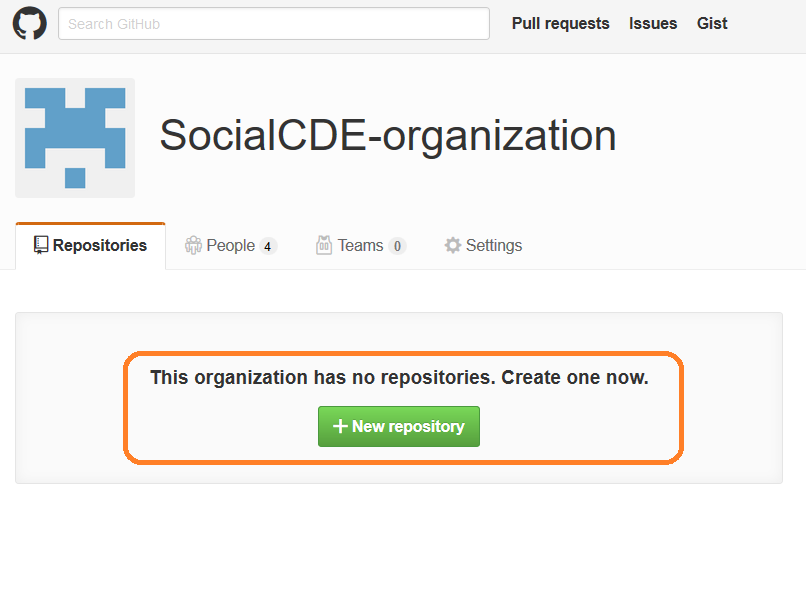 Search GitHub
Pull requests Issues Gist
SocialCDE-organization
Repositories People 4 Teams 0 Settings
This organization has no repositories. Create one now.
New repository